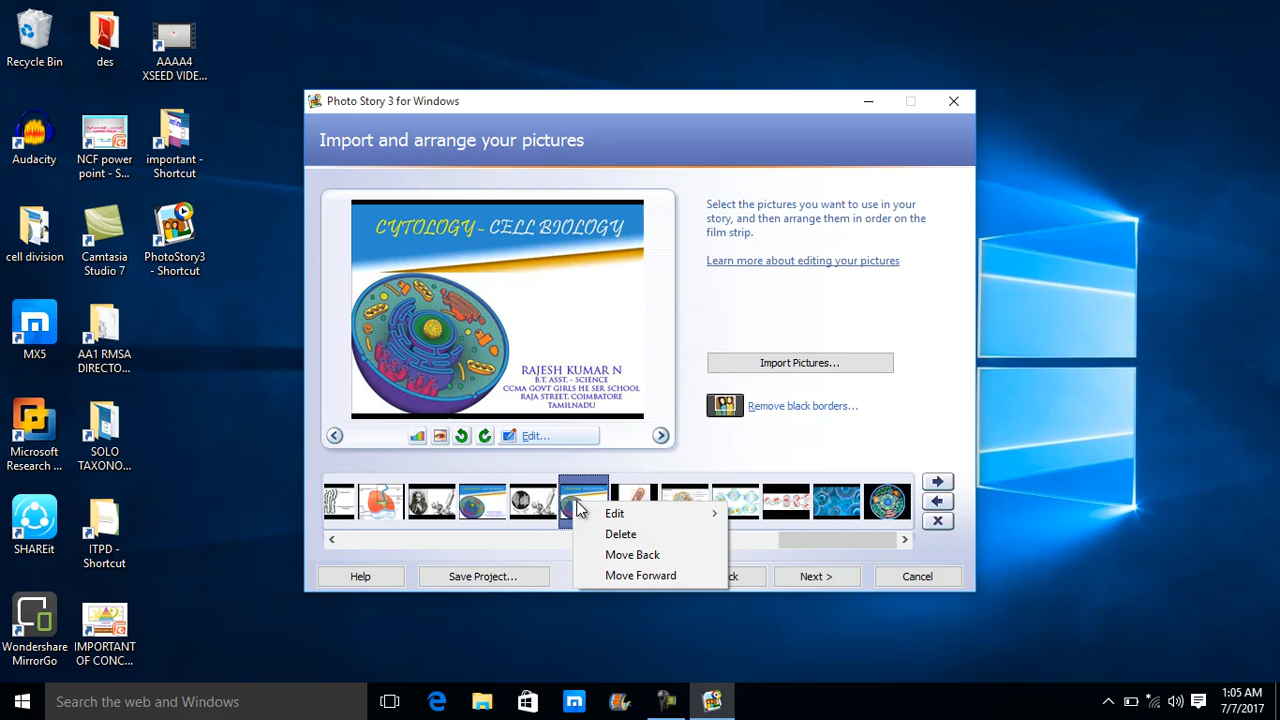 Recycle Bin
des
AAAA4
XSEED VIDE...
Audacity
NCF power
point - S...
important -
Shortcut
cell division
Camtasia
Studio 7
PhotoStory3
- Shortcut
MX5
AA1 RMSA
DIRECTO...
Microsoft
Research ...
SOLO
TAXONO...
SHAREit
ITPD -
Shortcut
Wondershare
MirrorGo
IMPORTANT
OF CONC...
Photo Story 3 for Windows
Import and arrange your pictures
CYTOLOGY - CELL BIOLOGY
RAJESH KUMAR N
B.T. ASST. - SCIENCE
CCMA GOVT GIRLS HR SER SCHOOL
RAJA STREET, COIMBATORE
TAMILNADU
Edit...
Select the pictures you want to use in your
story, and then arrange them in order on the
film strip.
Learn more about editing your pictures
Import Pictures...
Remove black borders...
Edit
Delete
Move Back
Move Forward
Help
Save Project...
ck
Next >
Cancel
Search the web and Windows
1:05 AM
7/7/2017